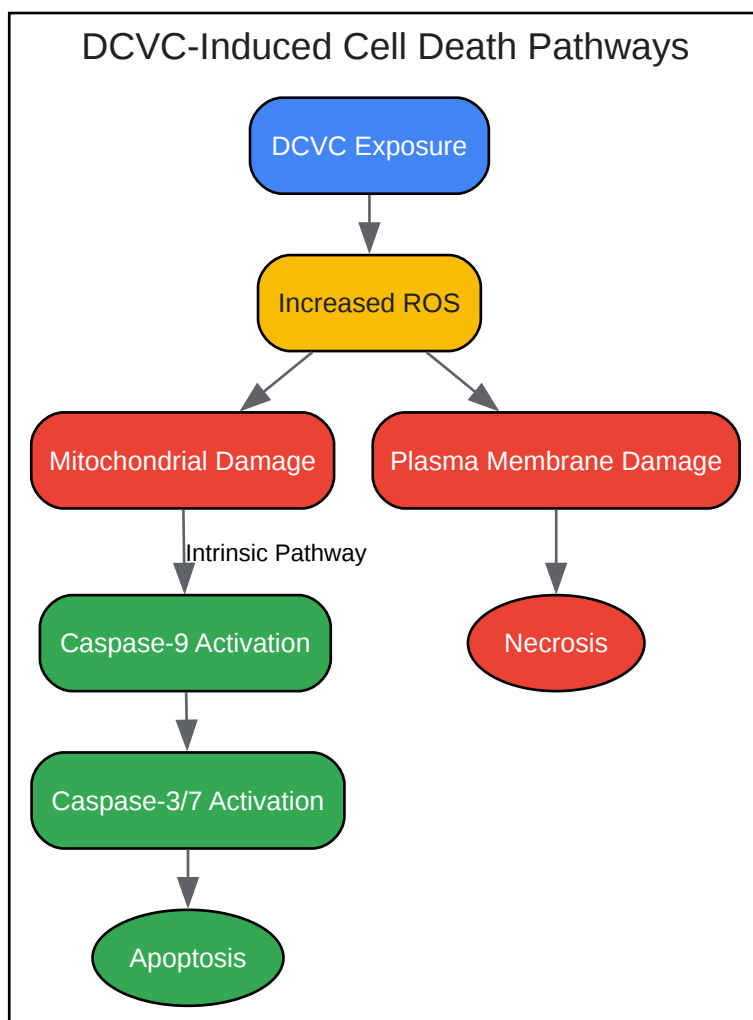 DCVC-Induced Cell Death Pathways
DCVC Exposure
Increased ROS
Mitochondrial Damage
Plasma Membrane Damage
Intrinsic Pathway
Caspase-9 Activation
Necrosis
Caspase-3/7 Activation
Apoptosis